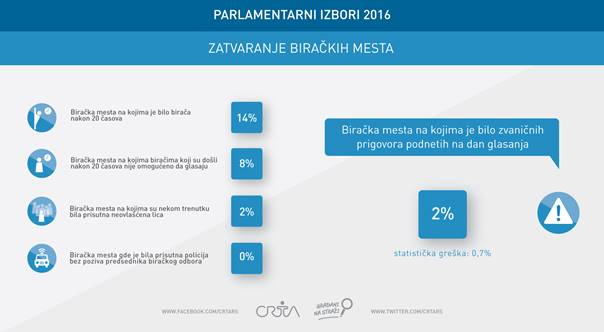 PARLAMENTARNI IZBORI 2016
ZATVARANJE BIRAČKIH MESTA
Biračka mesta na kojima je bilo birača
nakon 20 časova
14%
Biračka mesta na kojima biračima koji su došli
nakon 20 časova nije omogućeno da glasaju
8%
Biračka mesta na kojima su nekom trenutku
bila prisutna neovlašćena lica
2%
Biračka mesta gde je bila prisutna policija
bez poziva predsednika biračkog odbora
0%
Biračka mesta na kojima je bilo zvaničnih
prigovora podnetih na dan glasanja
2%
statistička greška: 0,7%
WWW.FACEBOOK.COM/CRTARS
CRTA
GRAĐANI
NA STRAŽI
WWW.TWITTER.COM/CRTARS